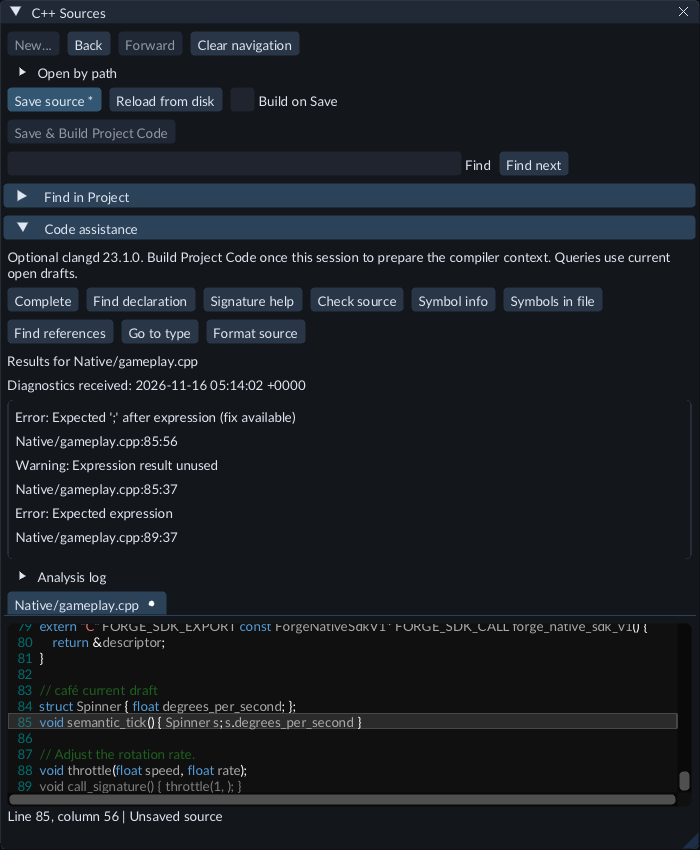 C++ Sources
New... Back Forward Clear navigation
Open by path
Save source * Reload from disk Build on Save
Save & Build Project Code
Find Find next
Find in Project
Code assistance
Optional clangd 23.1.0. Build Project Code once this session to prepare the compiler context. Queries use current
open drafts.
Complete Find declaration Signature help Check source Symbol info Symbols in file
Find references Go to type Format source
Results for Native/gameplay.cpp
Diagnostics received: 2026-11-16 05:14:02 +0000
Error: Expected ';' after expression (fix available)
Native/gameplay.cpp:85:56
Warning: Expression result unused
Native/gameplay.cpp:85:37
Error: Expected expression
Native/gameplay.cpp:89:37
Analysis log
Native/gameplay.cpp
79 extern "C" FORGE_SDK_EXPORT const ForgeNativeSdkV1* FORGE_SDK_CALL forge_native_sdk_v1() {
80 return &descriptor;
81 }
82
83 // café current draft
84 struct Spinner { float degrees_per_second; };
85 void semantic_tick() { Spinner s; s.degrees_per_second }
86
87 // Adjust the rotation rate.
88 void throttle(float speed, float rate);
89 void call_signature() { throttle(1, ); }
Line 85, column 56 | Unsaved source